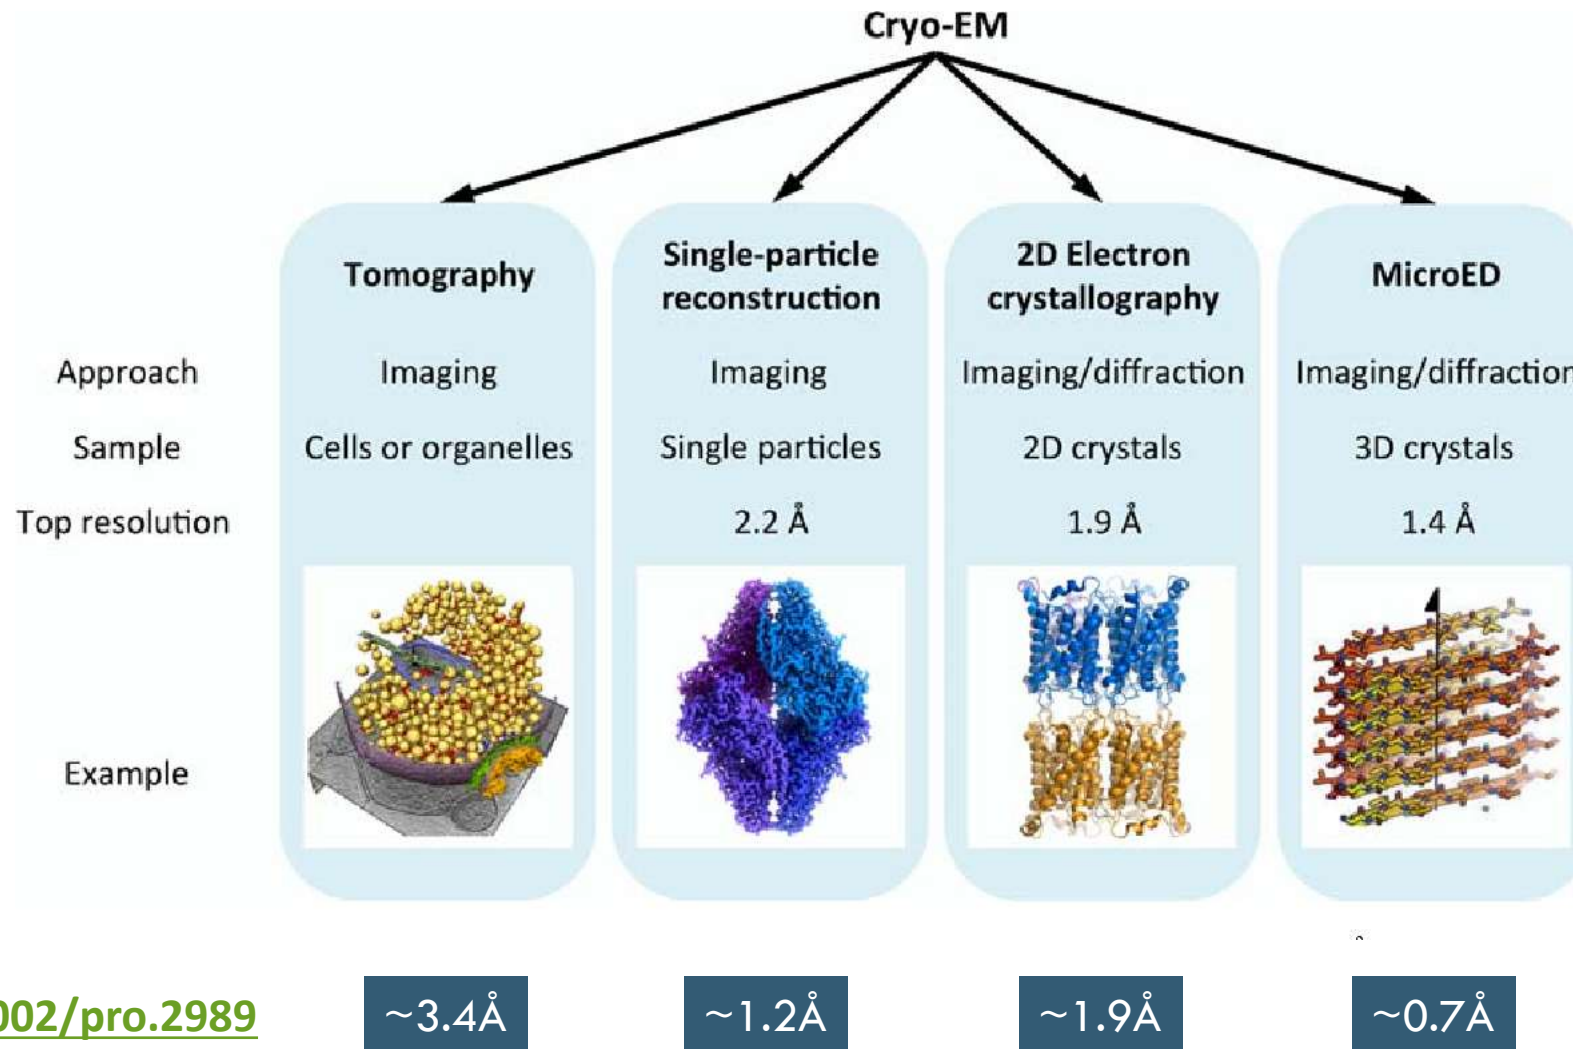 Cryo-EM
Tomography
Single-particle
reconstruction
2D Electron
crystallography
MicroED
Approach
Imaging
Imaging
Imaging/diffraction
Imaging/diffraction
Sample
Cells or organelles
Single particles
2D crystals
3D crystals
Top resolution
2.2 Å
1.9 Å
1.4 Å
Example
002/pro.2989
~3.4Å
~1.2Å
~1.9Å
~0.7Å